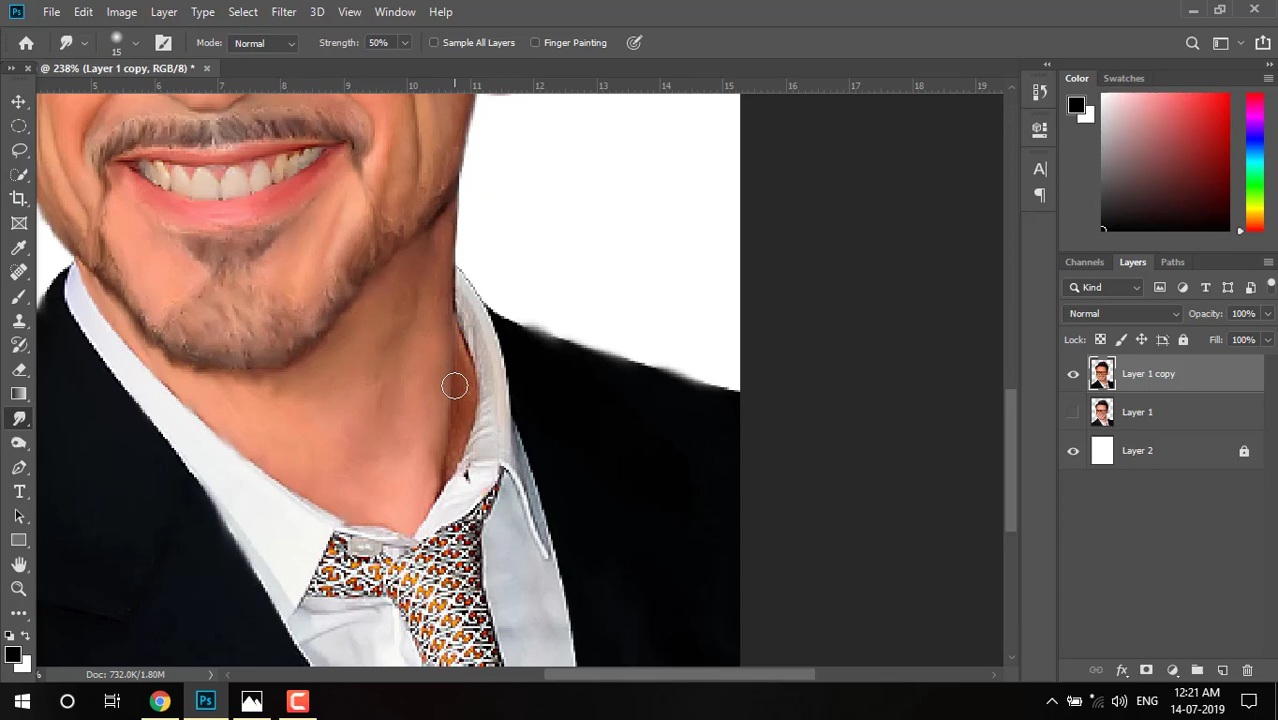 Ps File Edit Image Layer Type Select Filter 3D View Window Help
15 Mode: Normal Strength: 50% Sample All Layers Finger Painting
@ 238% (Layer 1 copy, RGB/8) * ×
5 6 7 8 9 10 11 12 13 14 15 16 17 18 19
Color Swatches
Channels Layers Paths
Kind
Normal Opacity: 100%
Lock: Fill: 100%
Layer 1 copy
Layer 1
Layer 2
% Doc: 732.0K/1.80M
Ps ENG 12:21 AM
14-07-2019